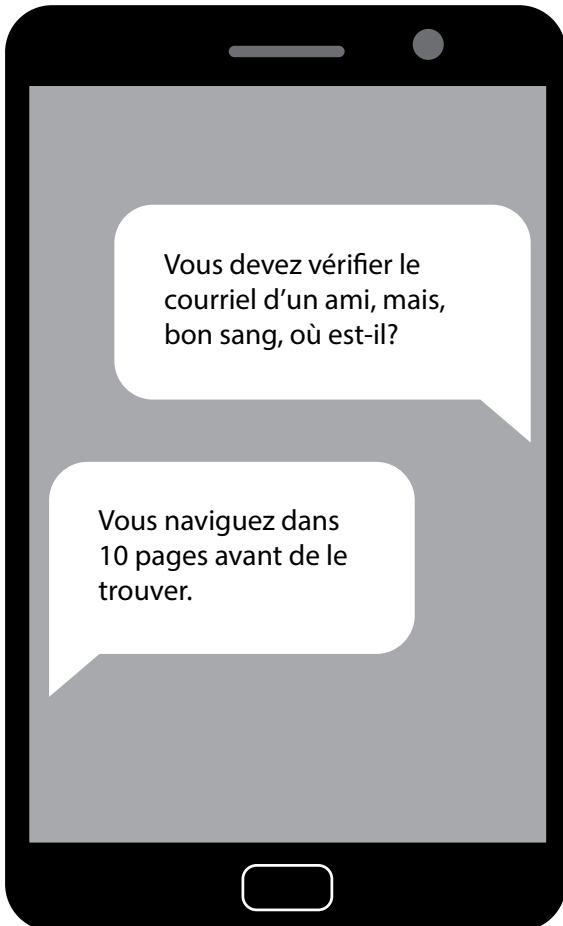 Vous devez vérifier le
courriel d’un ami, mais,
bon sang, où est-il?
Vous naviguez dans
10 pages avant de le
trouver.